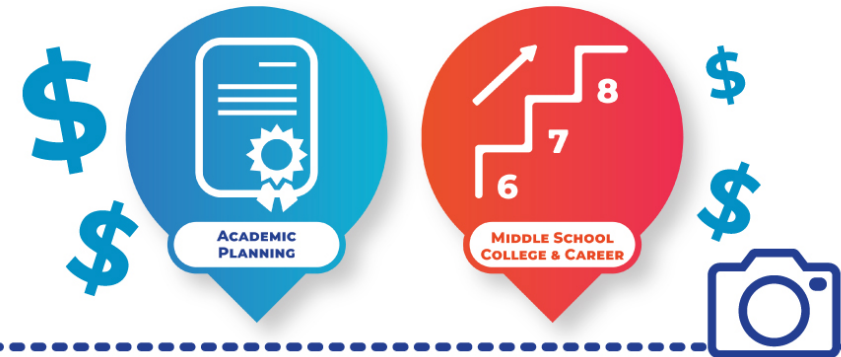 $
$
$
$
8
7
6
ACADEMIC
PLANNING
MIDDLE SCHOOL
COLLEGE & CAREER